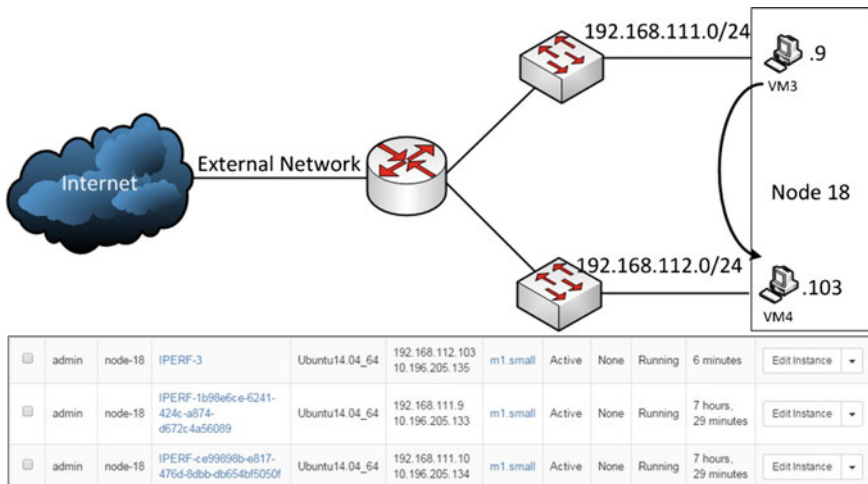 192.168.111.0/24
.9
VM3
External Network
Internet
Node 18
192.168.112.0/24
.103
VM4
admin node-18 IPERF-3 Ubuntu14.04_64 192.168.112.103 10.196.205.135 m1.small Active None Running 6 minutes Edit Instance
admin node-18 IPERF-1b98e6ce-6241-424c-a874-d672c4a56089 Ubuntu14.04_64 192.168.111.9 10.196.205.133 m1.small Active None Running 7 hours, 29 minutes Edit Instance
admin node-18 IPERF-ce99898b-e817-476d-8dbb-db654bf5050f Ubuntu14.04_64 192.168.111.10 10.196.205.134 m1.small Active None Running 7 hours, 29 minutes Edit Instance